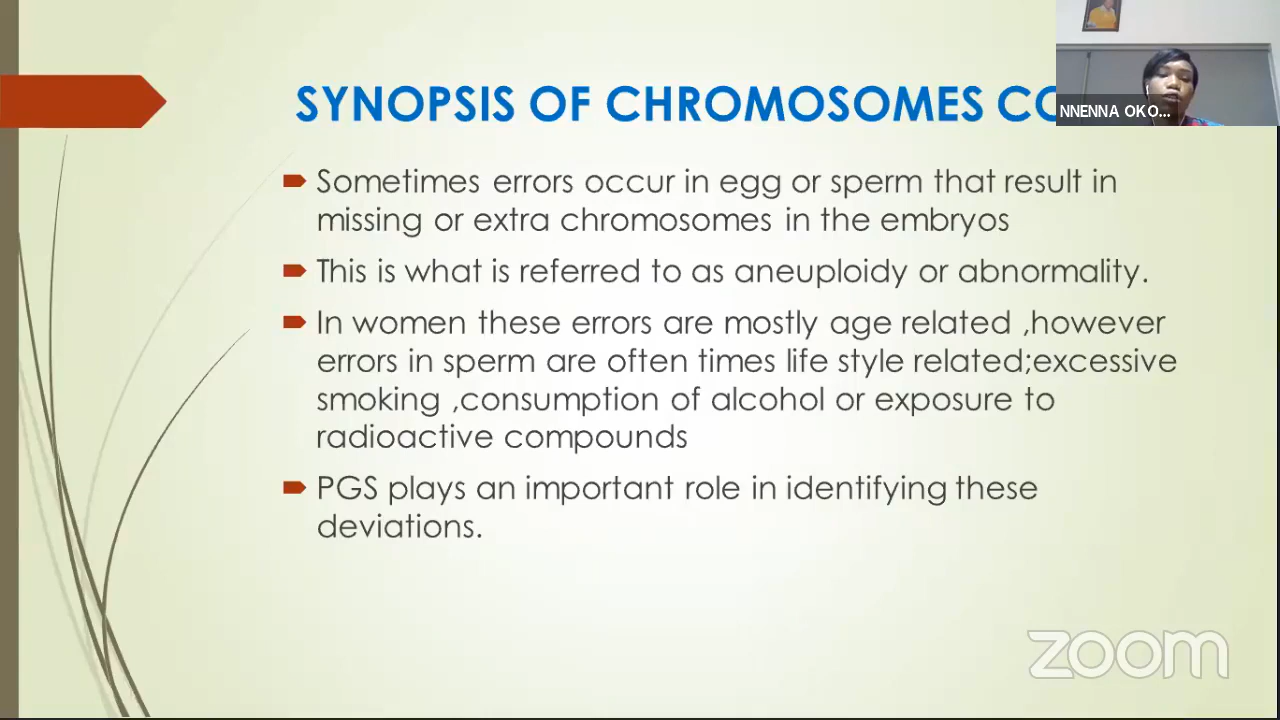 SYNOPSIS OF CHROMOSOMES CO
NNENNA OKO...
Sometimes errors occur in egg or sperm that result in
missing or extra chromosomes in the embryos
This is what is referred to as aneuploidy or abnormality.
In women these errors are mostly age related ,however
errors in sperm are often times life style related;excessive
smoking ,consumption of alcohol or exposure to
radioactive compounds
PGS plays an important role in identifying these
deviations.
zoom